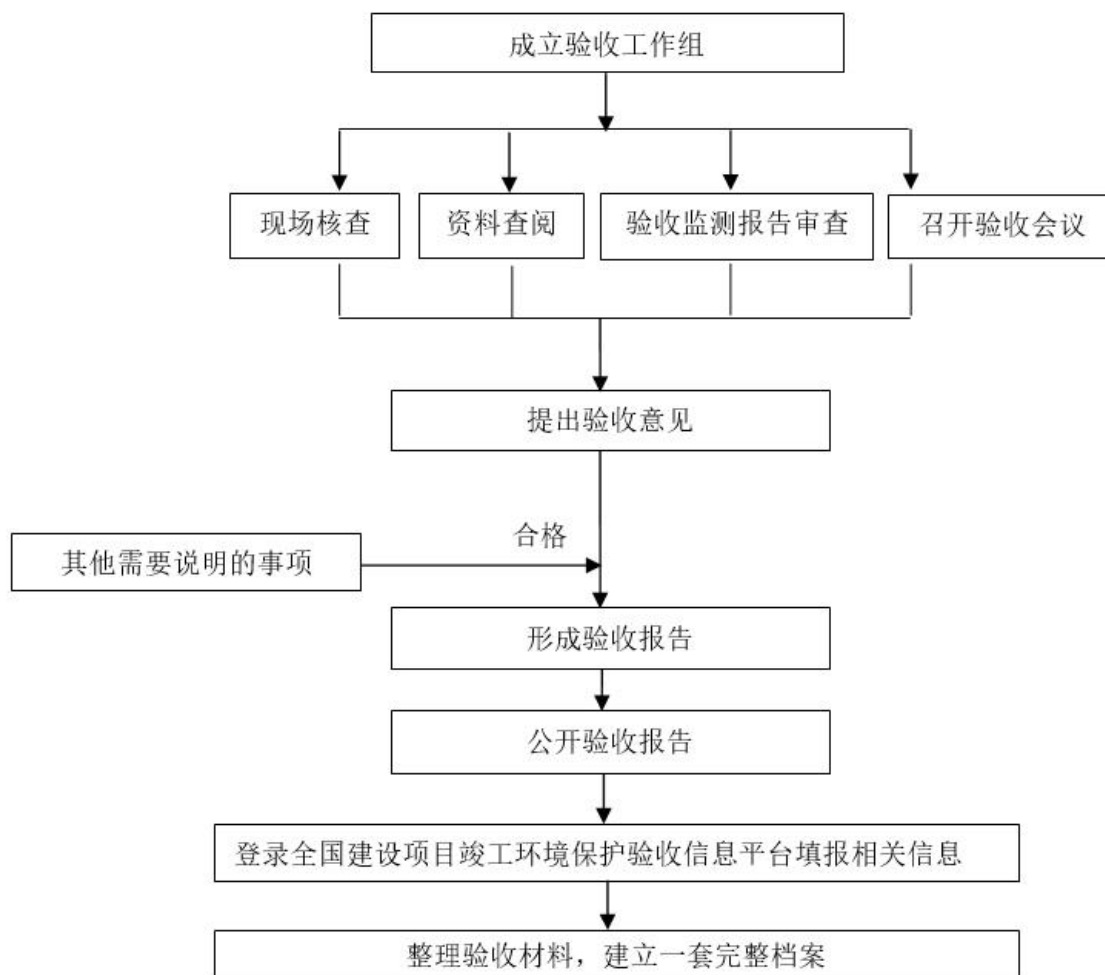 成立验收工作组
现场核查
资料查阅
验收监测报告审查
召开验收会议
提出验收意见
合格
其他需要说明的事项
形成验收报告
公开验收报告
登录全国建设项目竣工环境保护验收信息平台填报相关信息
整理验收材料，建立一套完整档案